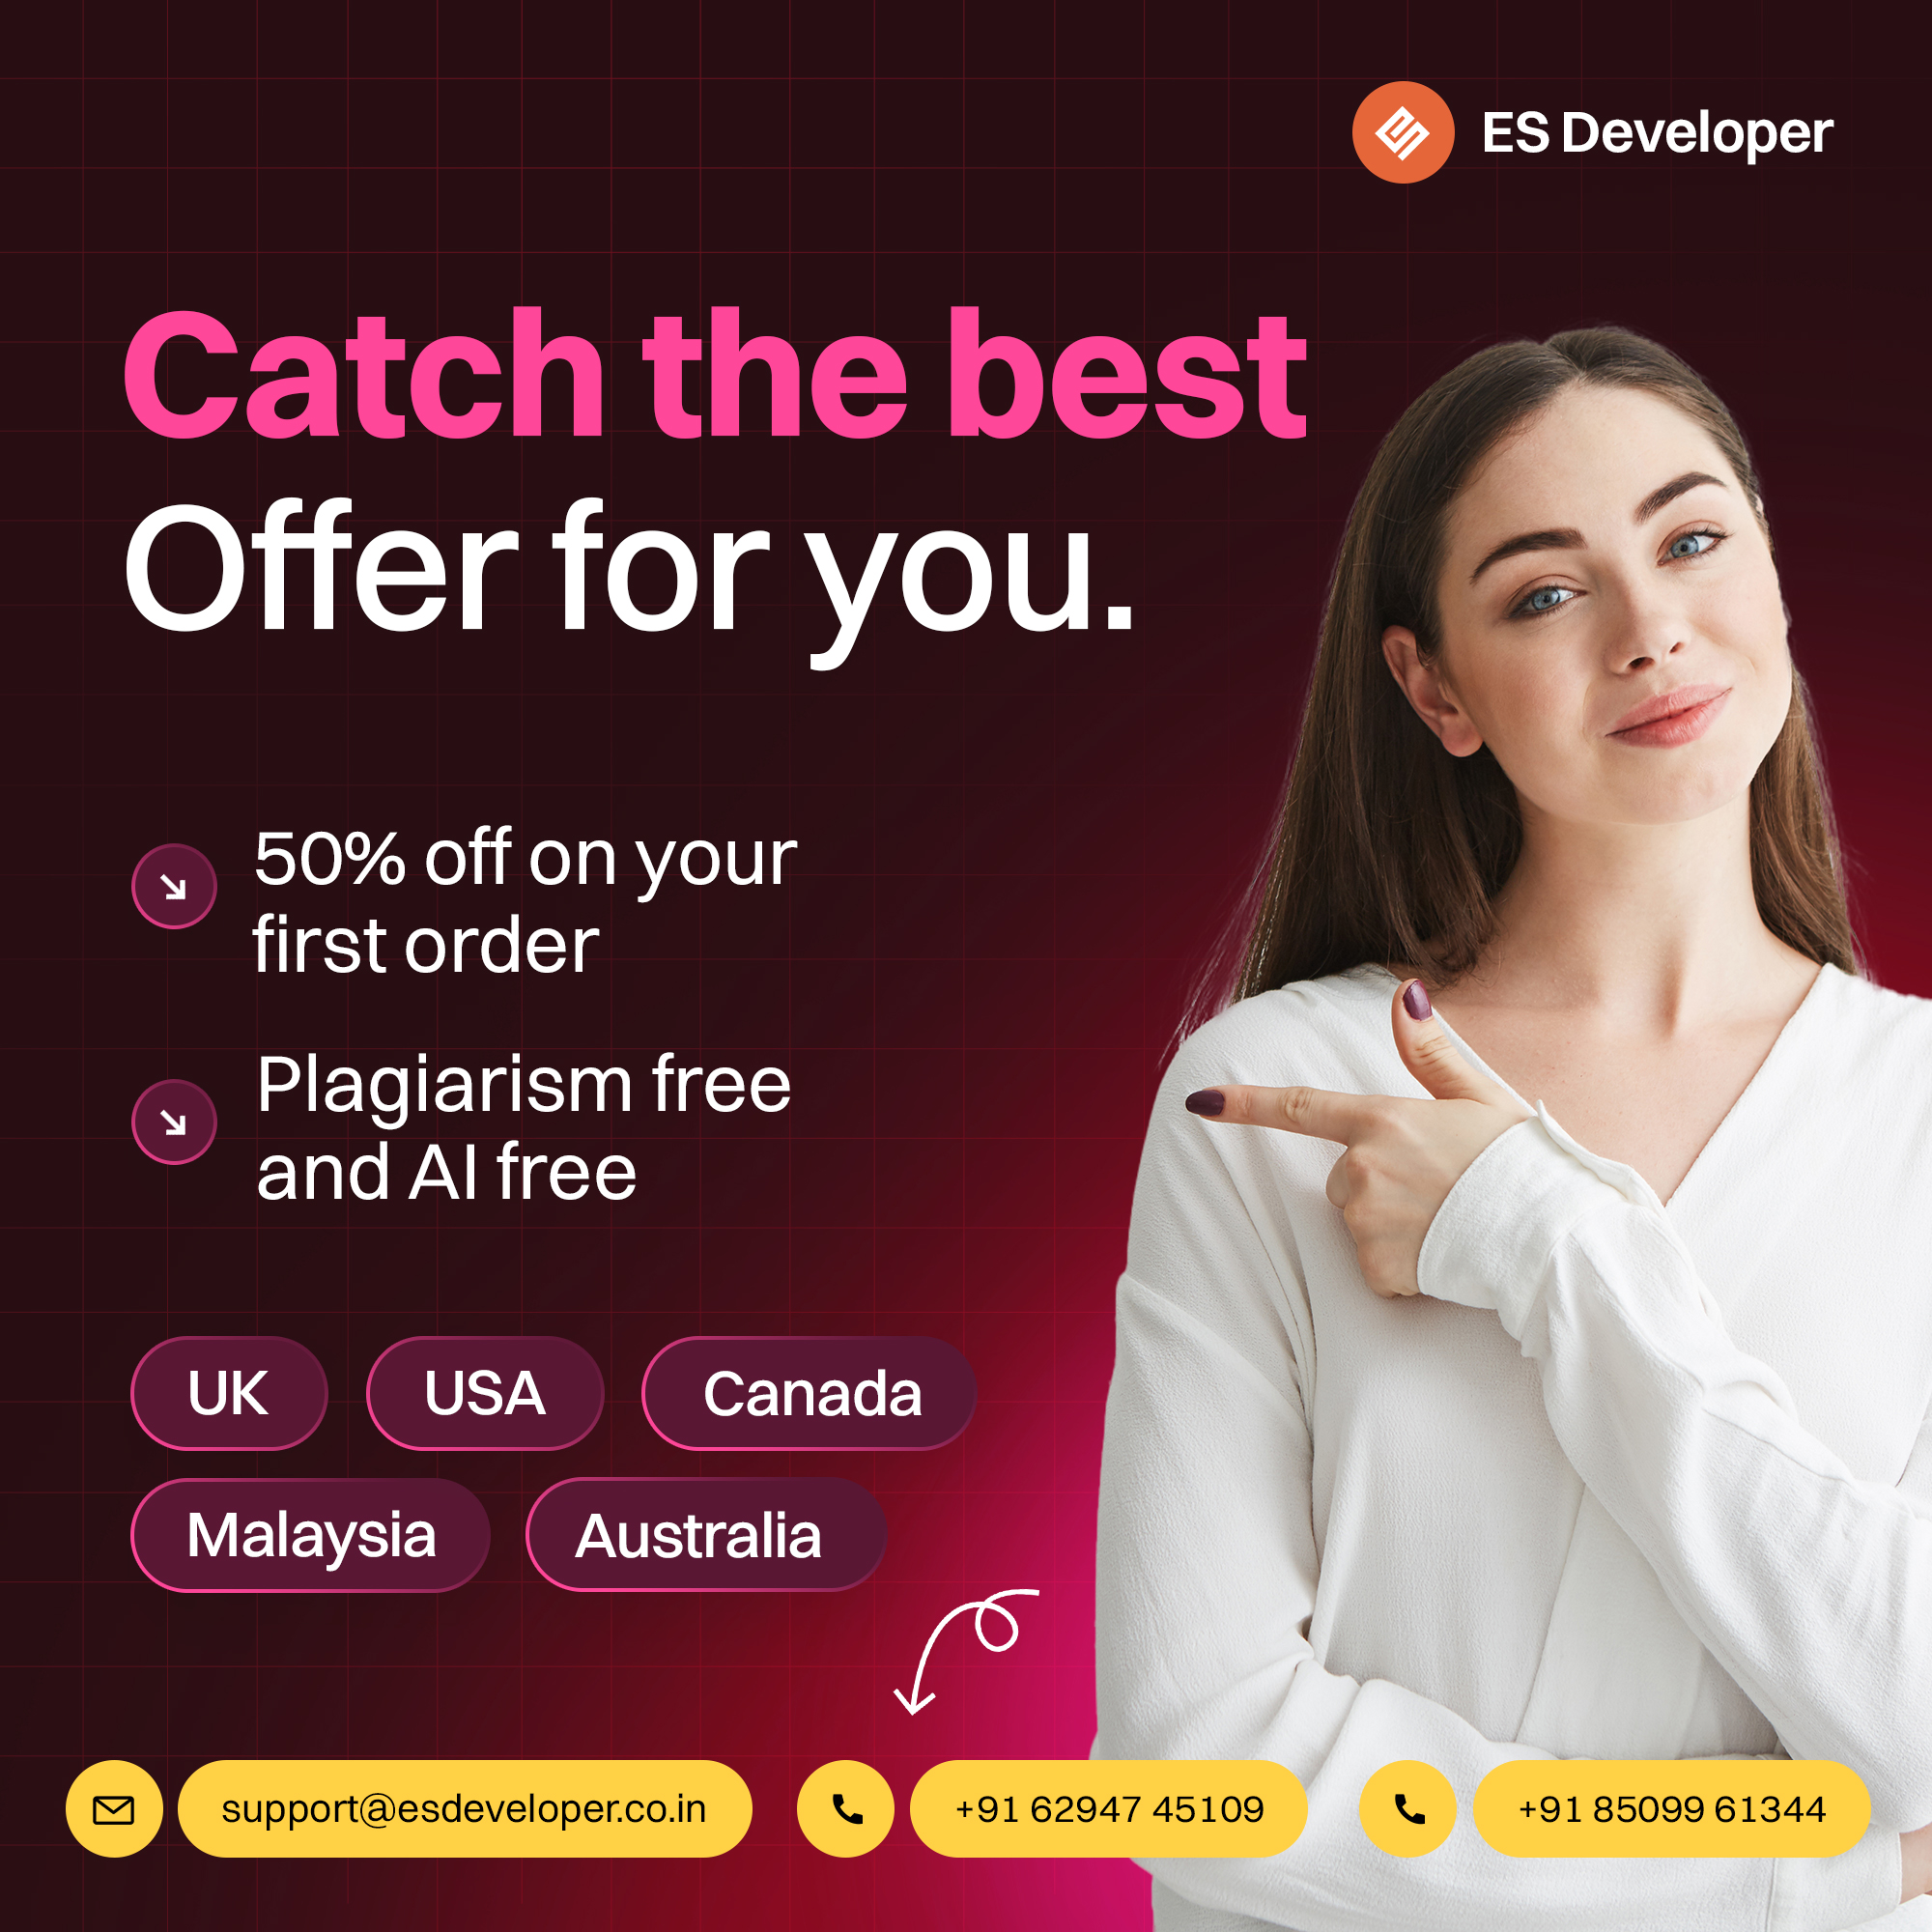 ES Developer
Catch the best
Offer for you.
50% off on your
first order
Plagiarism free
and AI free
UK
USA
Canada
Malaysia
Australia
support@esdeveloper.co.in
+91 62947 45109
+91 85099 61344